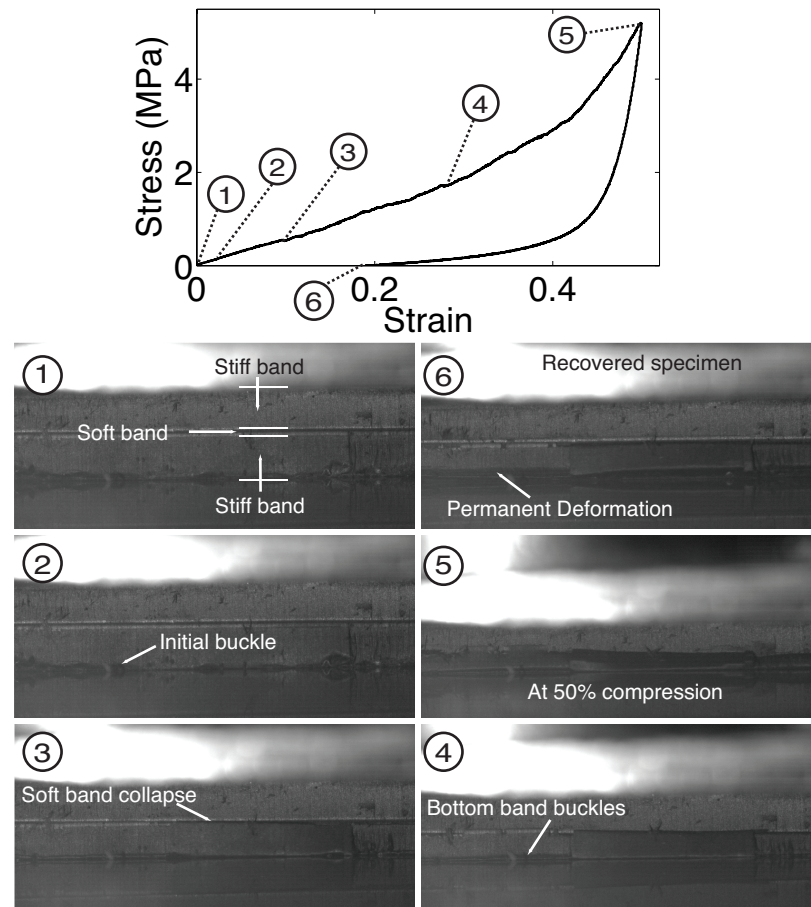 5
4
4
3
2
2
1
0
6
0
0.2
0.4
Stress (MPa)
Strain
1
Stiff band
Soft band
Stiff band
6
Recovered specimen
Permanent Deformation
2
Initial buckle
5
At 50% compression
3
Soft band collapse
4
Bottom band buckles